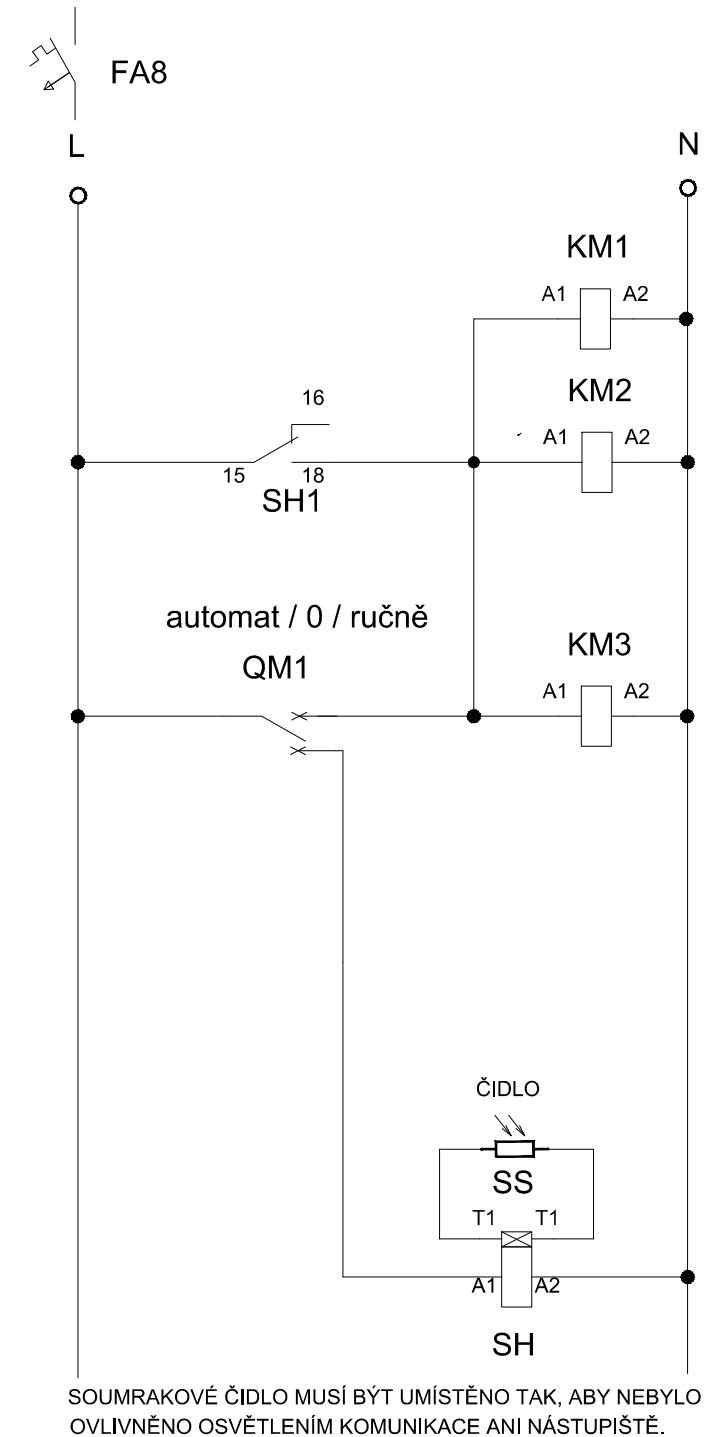 FA8
L
N
KM1
A1 A2
KM2
16
A1 A2
15 18
SH1
automat / 0 / ručně
KM3
QM1
A1 A2
ČIDLO
SS
T1 T1
A1 A2
SH
SOUMRAKOVÉ ČIDLO MUSÍ BÝT UMÍSTĚNO TAK, ABY NEBYLO
OVLIVNĚNO OSVĚTLENÍM KOMUNIKACE ANI NÁSTUPIŠTĚ.